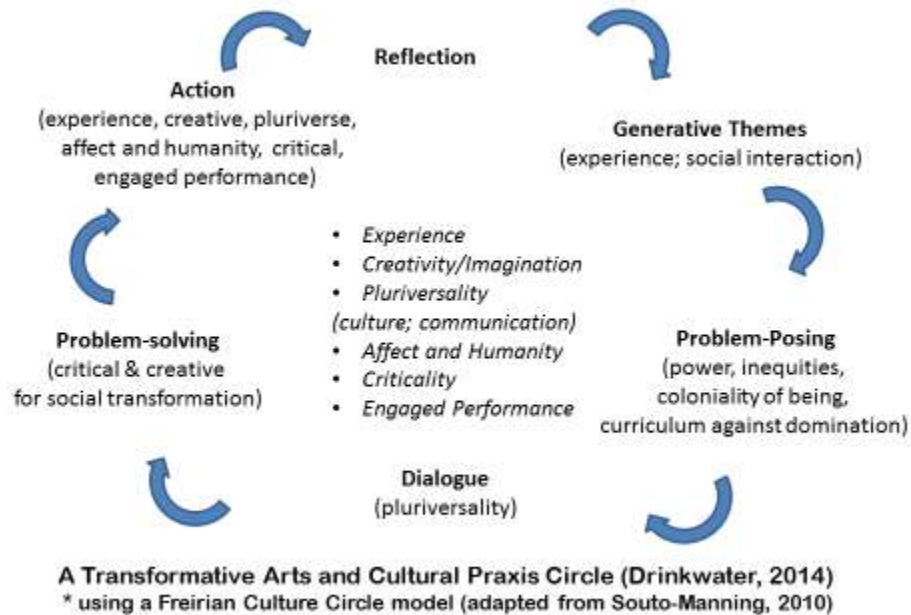 Reflection
Action
(experience, creative, pluriverse,
affect and humanity, critical,
engaged performance)
Generative Themes
(experience; social interaction)
• Experience
• Creativity/Imagination
• Pluriversality
(culture; communication)
• Affect and Humanity
• Criticality
• Engaged Performance
Problem-Posing
(power, inequities,
coloniality of being,
curriculum against domination)
Problem-solving
(critical & creative
for social transformation)
Dialogue
(pluriversality)
A Transformative Arts and Cultural Praxis Circle (Drinkwater, 2014)
* using a Freirian Culture Circle model (adapted from Souto-Manning, 2010)